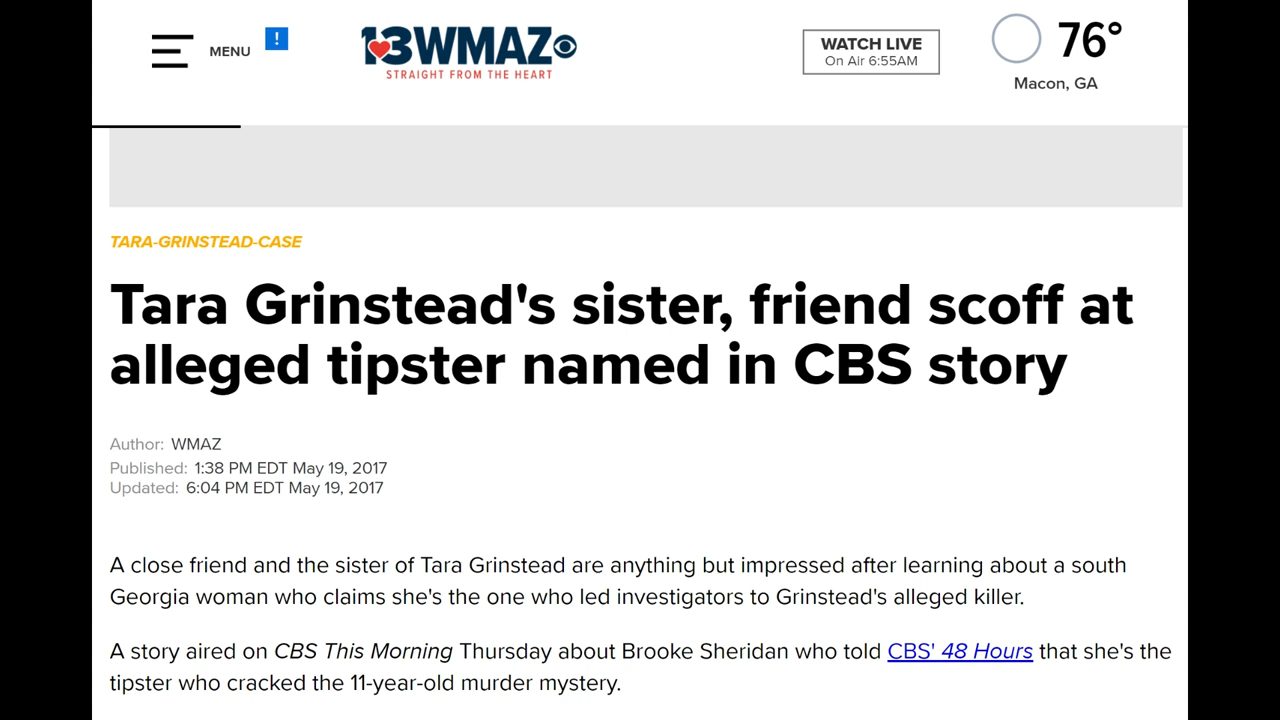 MENU
!
13WMAZ
STRAIGHT FROM THE HEART
WATCH LIVE
On Air 6:55AM
76°
Macon, GA
TARA-GRINSTEAD-CASE
Tara Grinstead's sister, friend scoff at
alleged tipster named in CBS story
Author: WMAZ
Published: 1:38 PM EDT May 19, 2017
Updated: 6:04 PM EDT May 19, 2017
A close friend and the sister of Tara Grinstead are anything but impressed after learning about a south
Georgia woman who claims she's the one who led investigators to Grinstead's alleged killer.
A story aired on CBS This Morning Thursday about Brooke Sheridan who told CBS' 48 Hours that she's the
tipster who cracked the 11-year-old murder mystery.